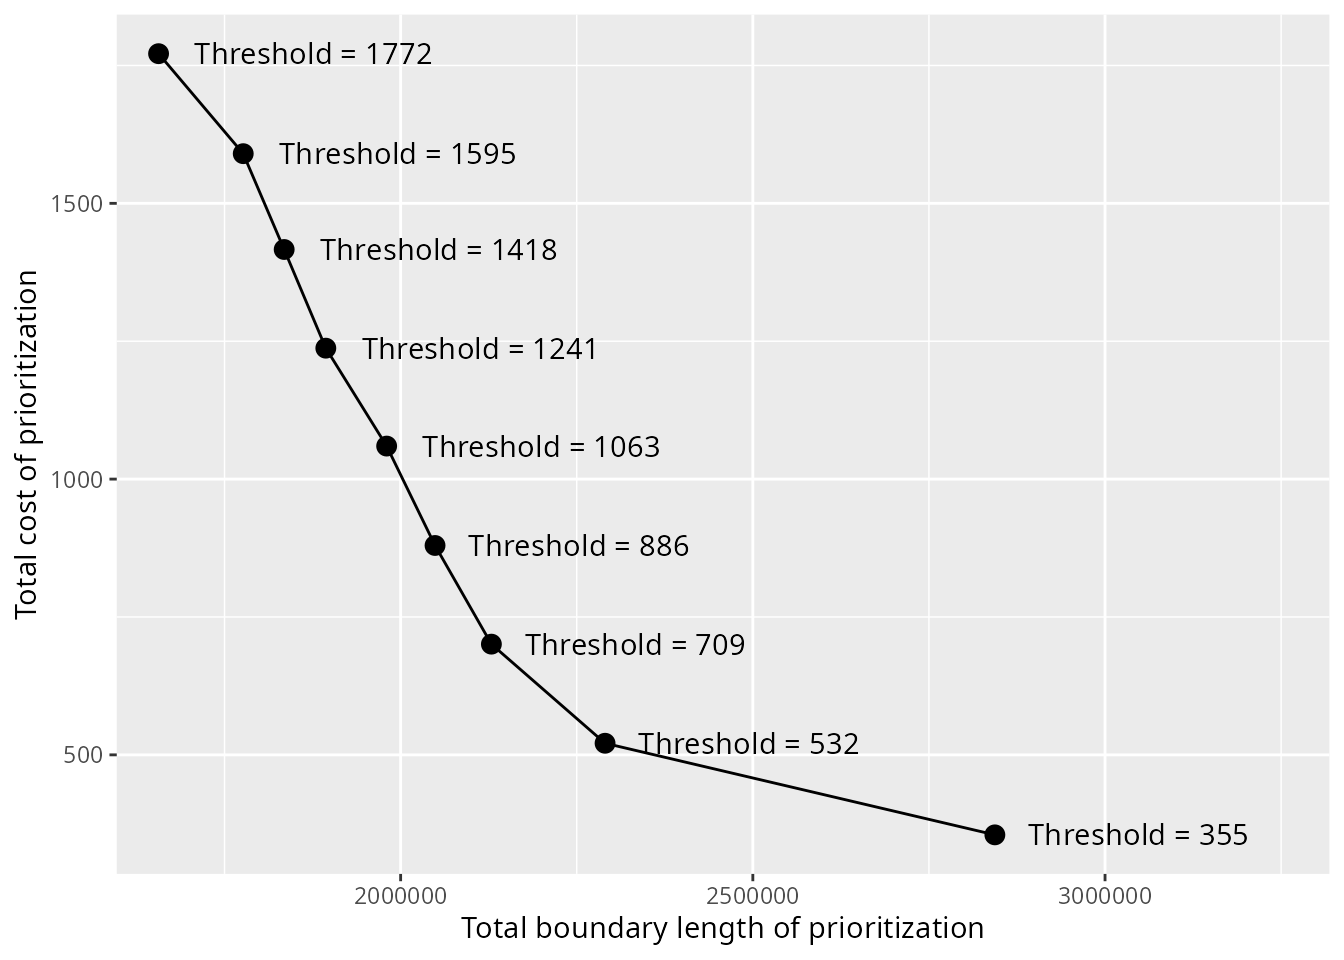 Threshold = 1772
Threshold = 1595
1500
Threshold = 1418
Threshold = 1241
Total cost of prioritization
Threshold = 1063
1000
Threshold = 886
Threshold = 709
Threshold = 532
500
Threshold = 355
2000000 2500000 3000000
Total boundary length of prioritization